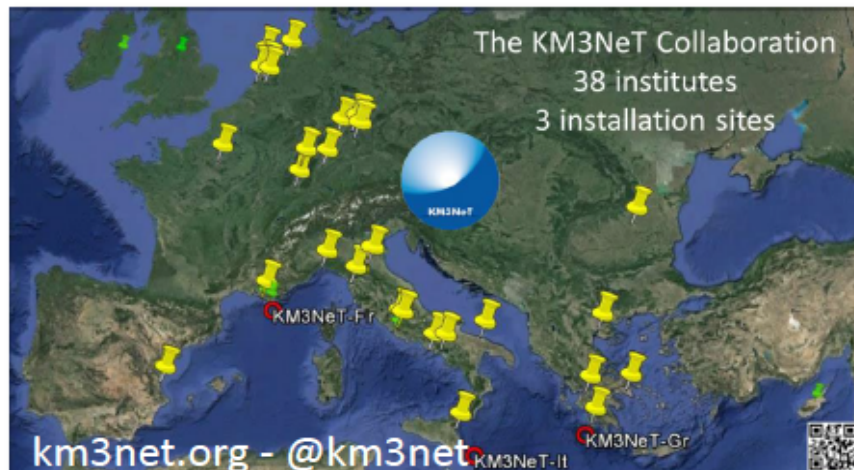 The KM3NeT Collaboration
38 institutes
3 installation sites
KM3NeT
KM3NeT-Fr
KM3NeT-Gr
km3net.org - @km3net
KM3NeT-It